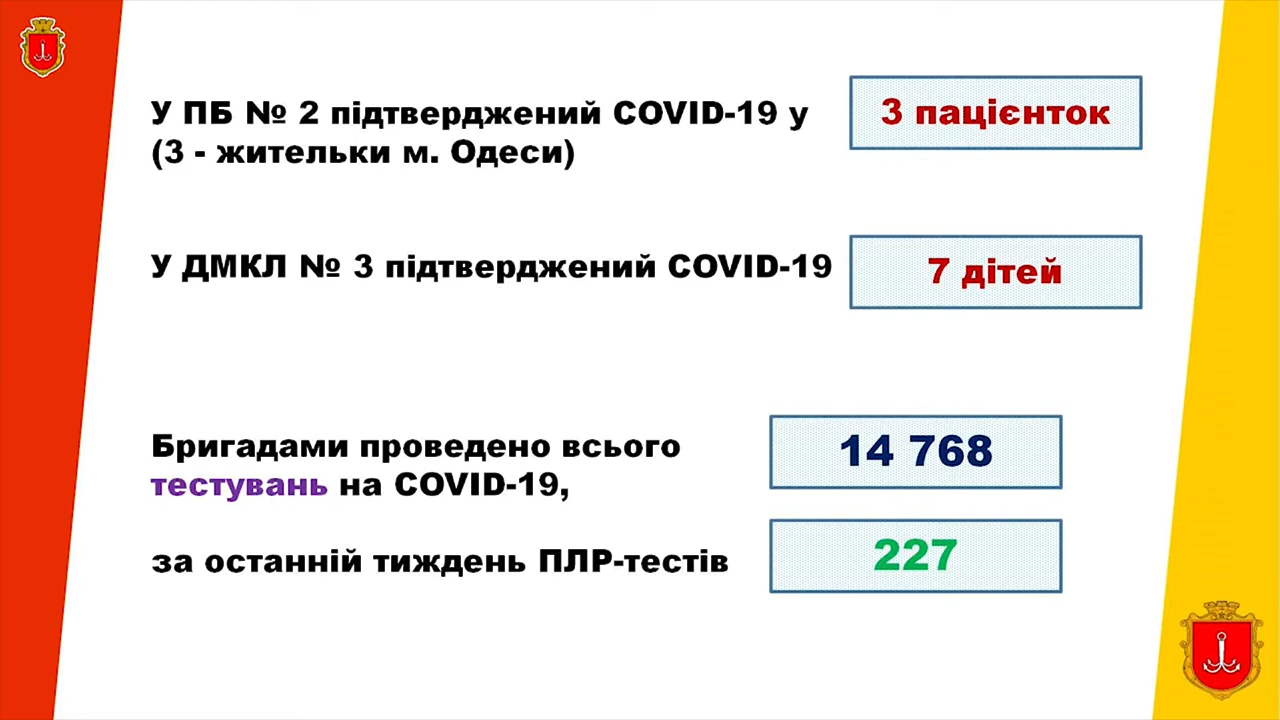 У ПБ № 2 підтверджений COVID-19 у
(3 - жительки м. Одеси)
3 пацієнток
У ДМКЛ № 3 підтверджений COVID-19
7 дітей
Бригадами проведено всього
тестувань на COVID-19,
14 768
за останній тиждень ПЛР-тестів
227